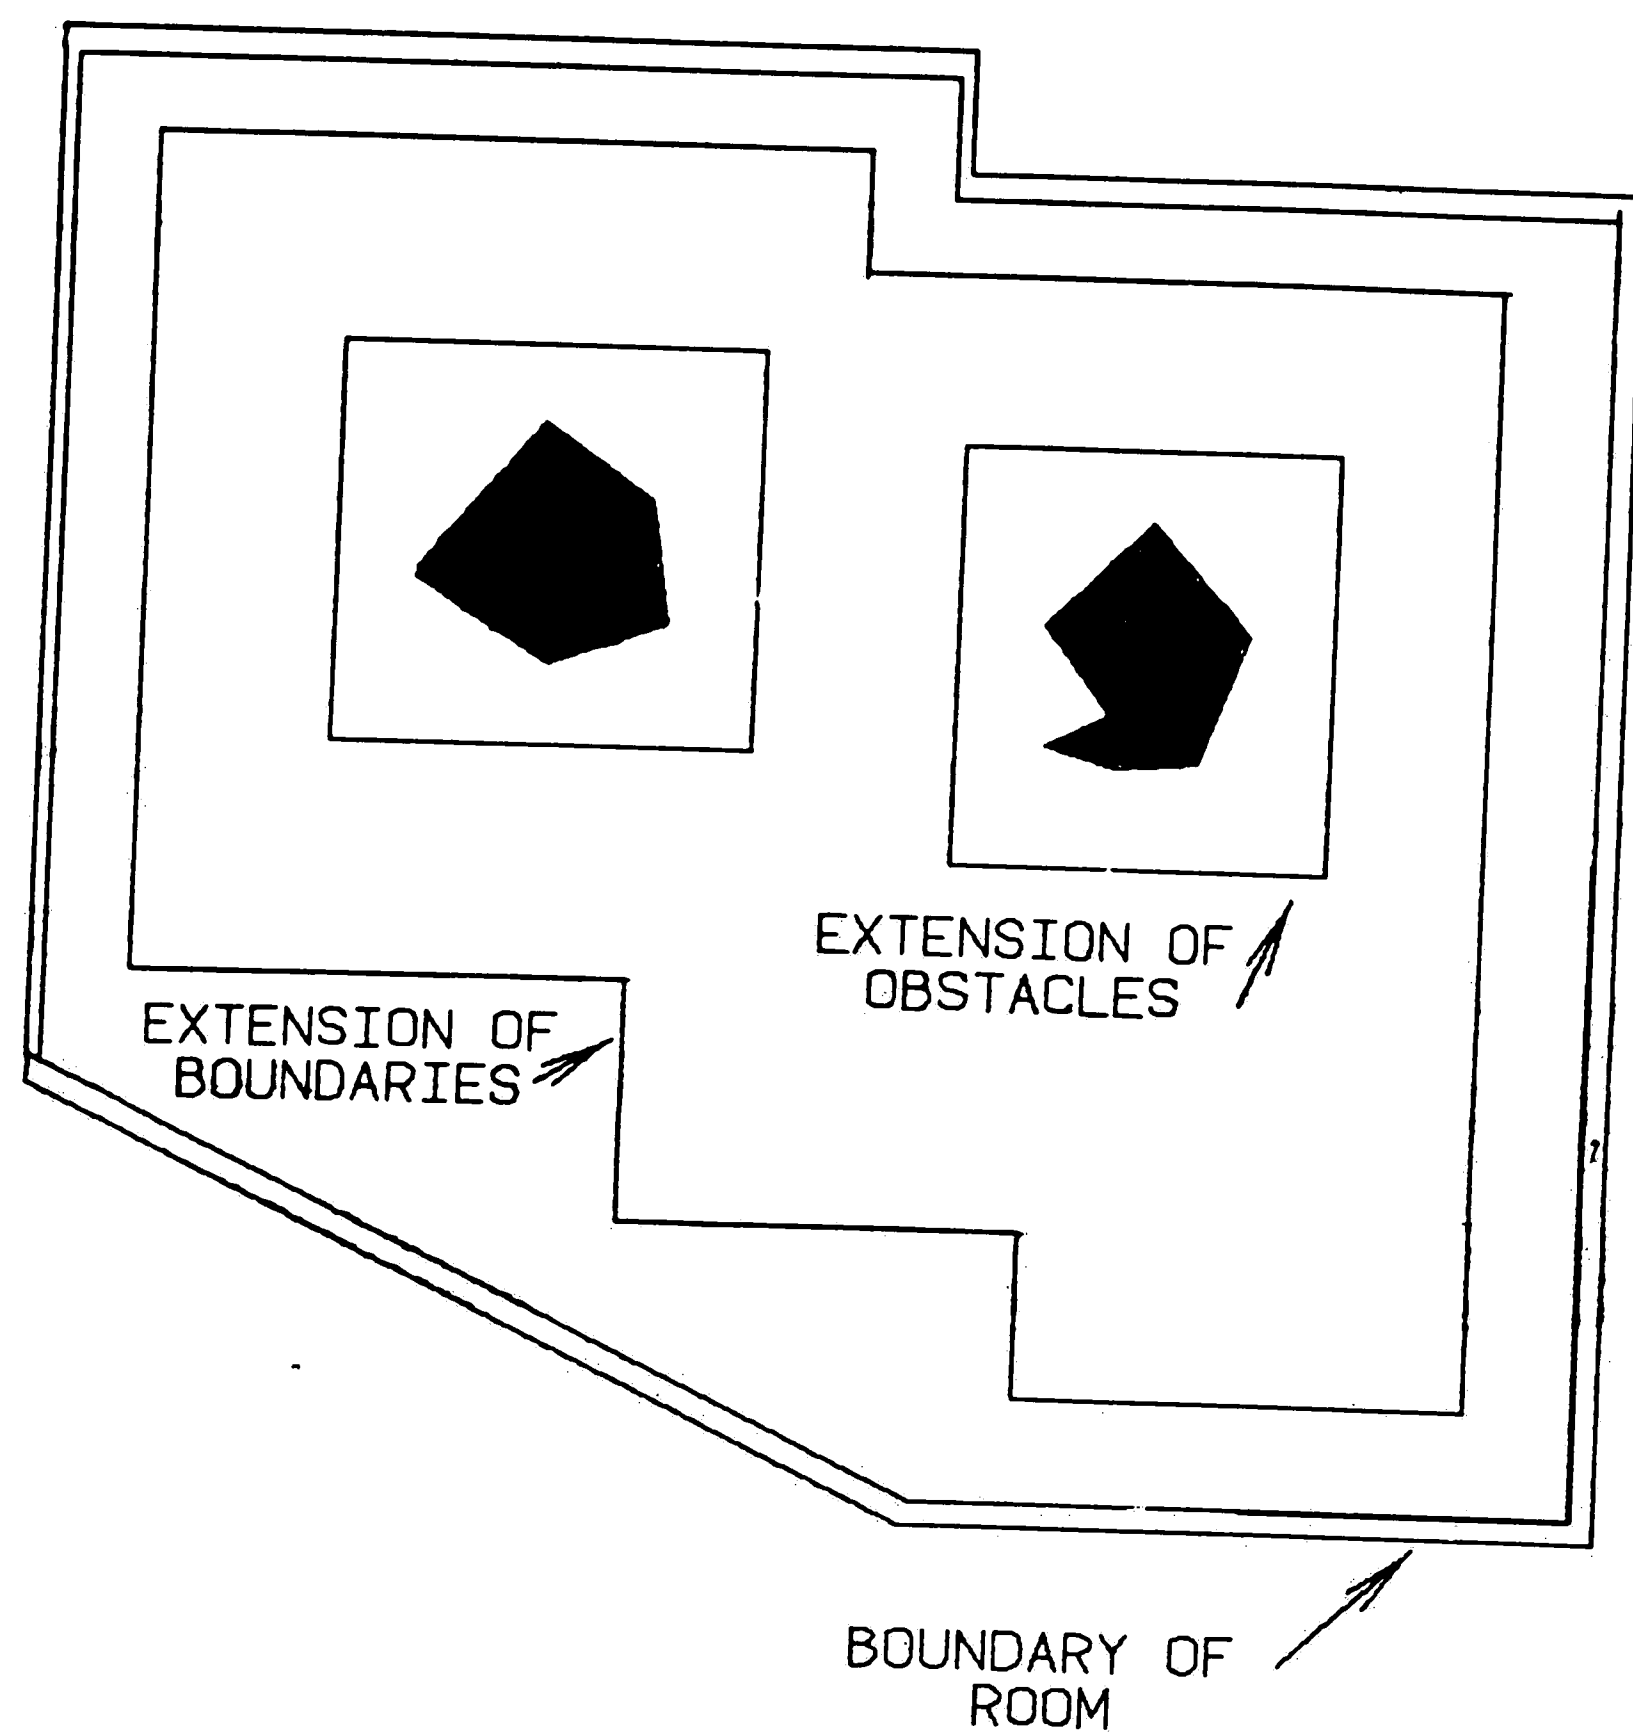 EXTENSION OF
OBSTACLES
EXTENSION OF
BOUNDARIES
BOUNDARY OF
ROOM